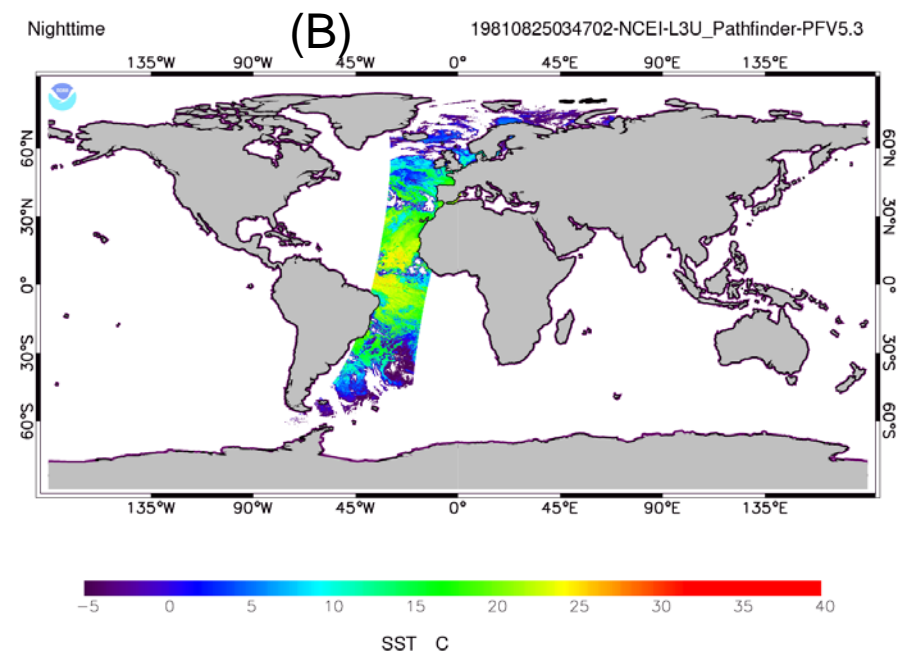 Nighttime (B) 19810825034702-NCEI-L3U_Pathfinder-PFV5.3
135°W 90°W 45°W 0° 45°E 90°E 135°E
60°N 60°N
30°N 30°N
0° 0°
30°S 30°S
60°S 60°S
135°W 90°W 45°W 0° 45°E 90°E 135°E
−5 0 5 10 15 20 25 30 35 40
SST C